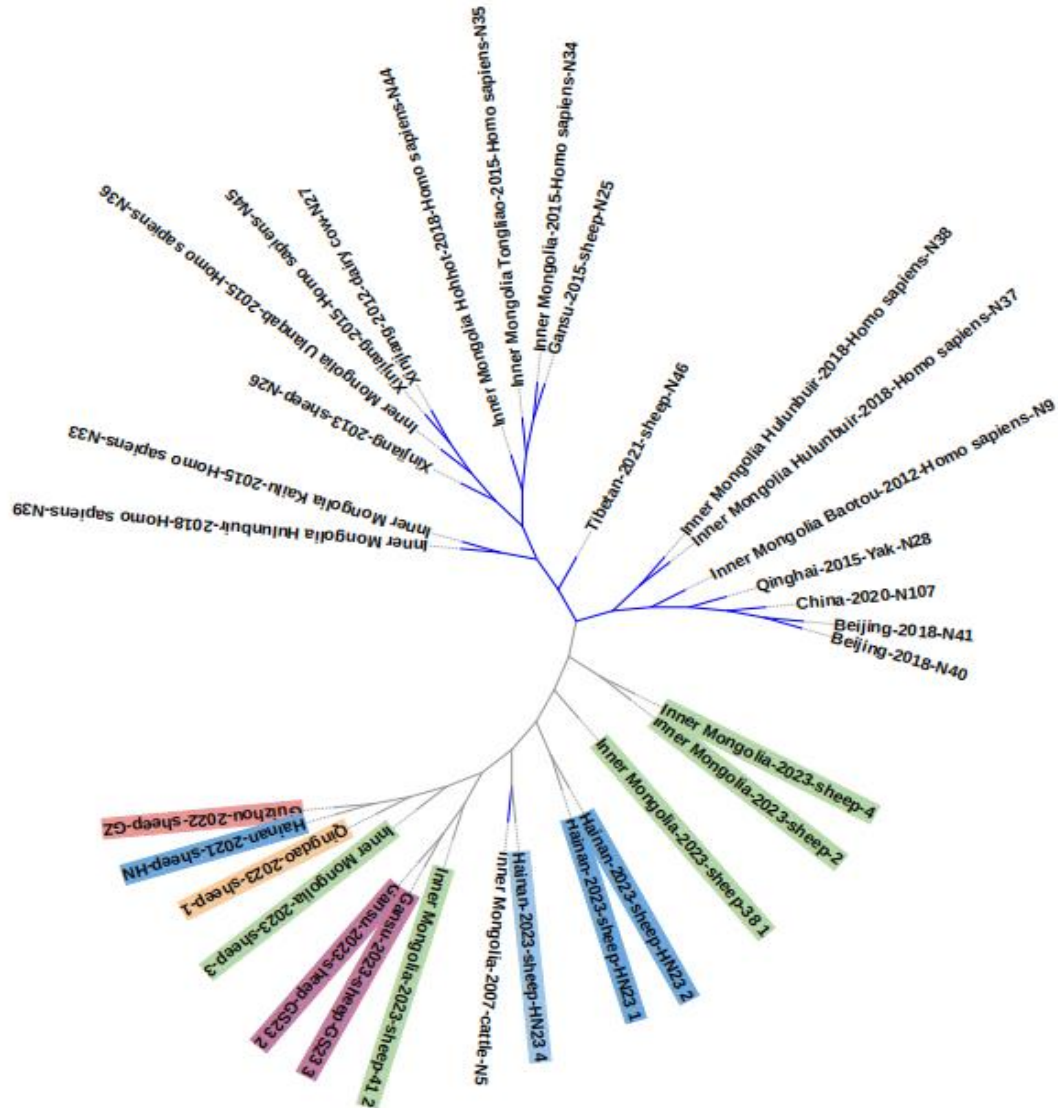 Inner Mongolia Tongliao-2015-Homo sapiens-N35
Inner Mongolia-2015-Homo sapiens-N34
Gansu-2015-sheep-N25
Tibetan-2021-sheep-N46
Inner Mongolia Hulunbuir-2018-Homo sapiens-N38
Inner Mongolia Hulunbuir-2018-Homo sapiens-N37
Inner Mongolia Baotou-2012-Homo sapiens-N9
Qinghai-2015-Yak-N28
China-2020-N107
Beijing-2018-N41
Beijing-2018-N40
Inner Mongolia-2023-sheep-4
Inner Mongolia-2023-sheep-2
Inner Mongolia-2023-sheep-38 1
Hainan-2023-sheep-HN23 2
Hainan-2023-sheep-HN23 1
Hainan-2023-sheep-HN23 4
Inner Mongolia-2007-cattle-N5
Inner Mongolia-2023-sheep-41 2
Gansu-2023-sheep-GS23 3
Gansu-2023-sheep-GS23 2
Inner Mongolia-2023-sheep-3
Qingdao-2023-sheep-1
Hainan-2021-sheep-HN
Guizhou-2022-sheep-GZ
Inner Mongolia Hulunbuir-2018-Homo sapiens-N39
Inner Mongolia Kailu-2015-Homo sapiens-N33
Xinjiang-2013-sheep-N26
Inner Mongolia Ulanqab-2015-Homo sapiens-N36
Xinjiang-2015-Homo sapiens-N45
Xinjiang-2012-dairy cow-N27
Inner Mongolia Hohhot-2018-Homo sapiens-N44